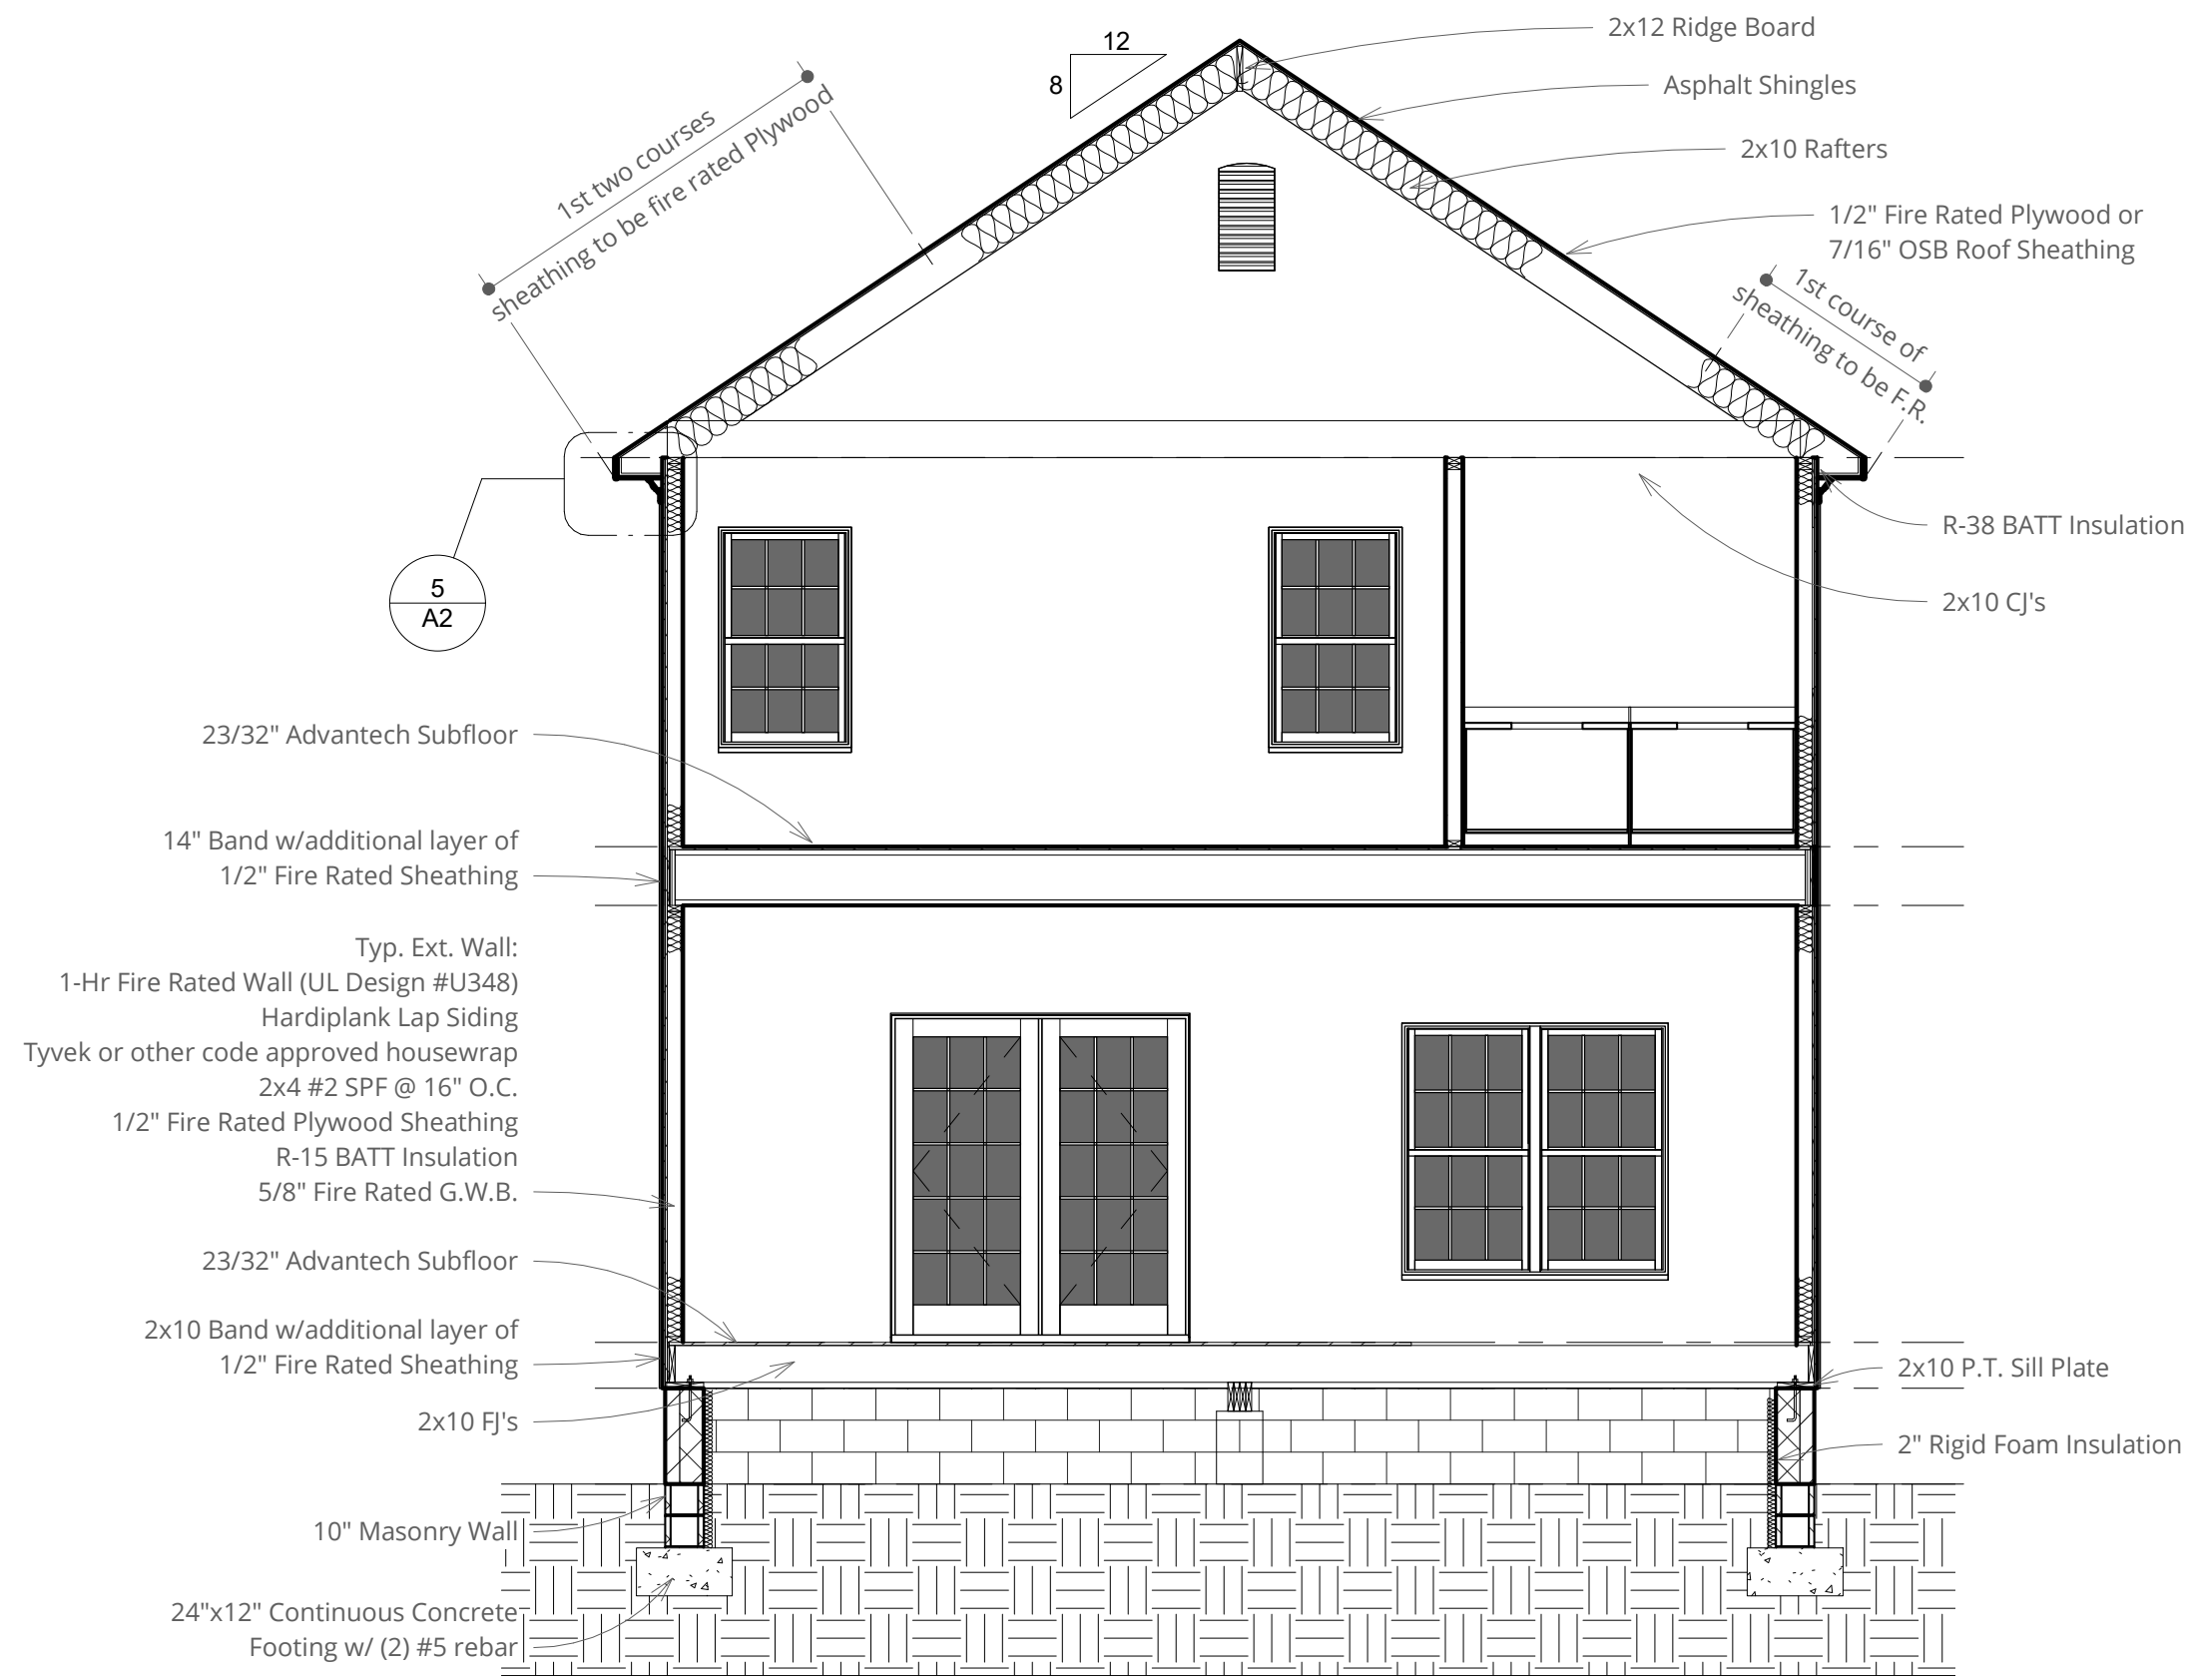 2x12 Ridge Board
12
8
Asphalt Shingles
1st two courses
sheathing to be fire rated Plywood
2x10 Rafters
1/2" Fire Rated Plywood or
7/16" OSB Roof Sheathing
1st course of
sheathing to be F.R.
R-38 BATT Insulation
5
A2
2x10 CJ's
23/32" Advantech Subfloor
14" Band w/additional layer of
1/2" Fire Rated Sheathing
Typ. Ext. Wall:
1-Hr Fire Rated Wall (UL Design #U348)
Hardiplank Lap Siding
Tyvek or other code approved housewrap
2x4 #2 SPF @ 16" O.C.
1/2" Fire Rated Plywood Sheathing
R-15 BATT Insulation
5/8" Fire Rated G.W.B.
23/32" Advantech Subfloor
2x10 Band w/additional layer of
1/2" Fire Rated Sheathing
2x10 P.T. Sill Plate
2x10 FJ's
2" Rigid Foam Insulation
10" Masonry Wall
24"x12" Continuous Concrete
Footing w/ (2) #5 rebar